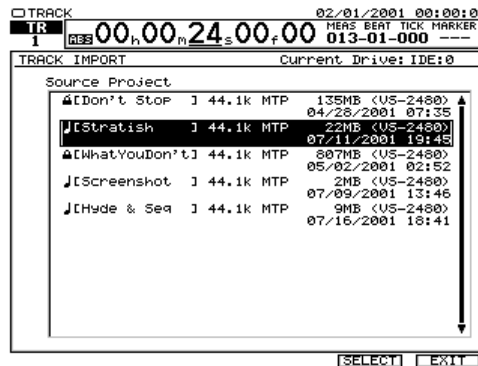 TRACK 02/01/2001 00:00:0
TR 1 ABS 00h00m24s00f00 MEAS BEAT TICK MARKER
013-01-000 ---
TRACK IMPORT Current Drive:IDE:0
Source Project
[Don't Stop ] 44.1k MTP 135MB (VS-2480)
04/28/2001 07:35
[Stratish ] 44.1k MTP 22MB (VS-2480)
07/11/2001 19:45
[WhatYouDon't] 44.1k MTP 807MB (VS-2480)
05/02/2001 02:52
[Screenshot ] 44.1k MTP 2MB (VS-2480)
07/09/2001 13:46
[Hyde & Seq ] 44.1k MTP 9MB (VS-2480)
07/16/2001 18:41
SELECT EXIT